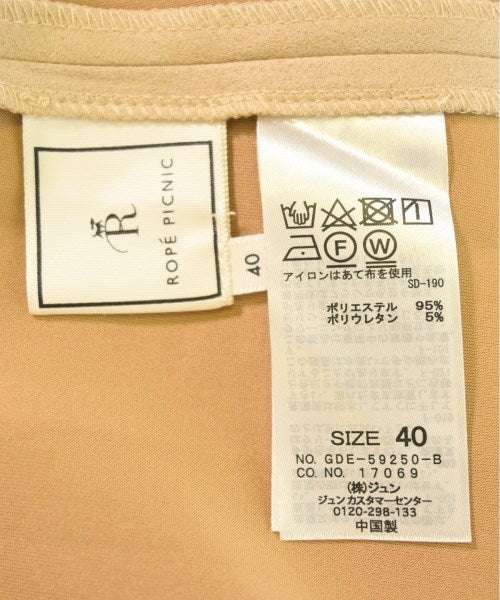 R
ROPÉ PICNIC
40
F W
アイロンはあて布を使用
SD-190
ポリエステル 95%
ポリウレタン 5%
SIZE 40
NO. GDE-59250-B
CO. NO. 17069
(株)ジュン
ジュンカスタマーセンター
0120-298-133
中国製